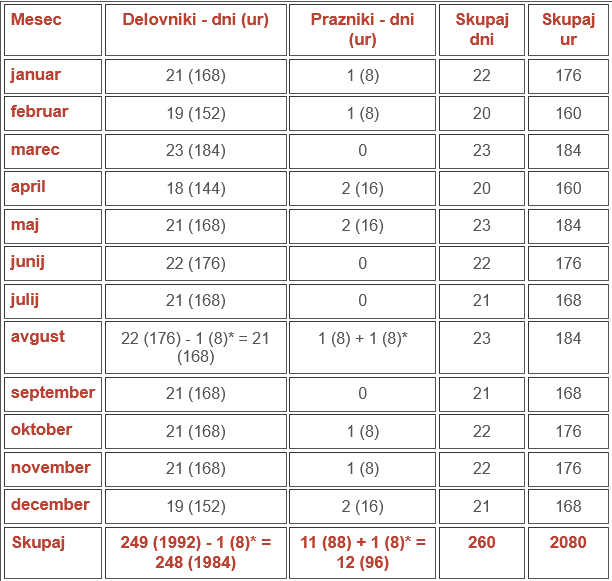 Mesec Delovniki - dni (ur) Prazniki - dni (ur) Skupaj dni Skupaj ur
januar 21 (168) 1 (8) 22 176
februar 19 (152) 1 (8) 20 160
marec 23 (184) 0 23 184
april 18 (144) 2 (16) 20 160
maj 21 (168) 2 (16) 23 184
junij 22 (176) 0 22 176
julij 21 (168) 0 21 168
avgust 22 (176) - 1 (8)* = 21 (168) 1 (8) + 1 (8)* 23 184
september 21 (168) 0 21 168
oktober 21 (168) 1 (8) 22 176
november 21 (168) 1 (8) 22 176
december 19 (152) 2 (16) 21 168
Skupaj 249 (1992) - 1 (8)* = 248 (1984) 11 (88) + 1 (8)* = 12 (96) 260 2080